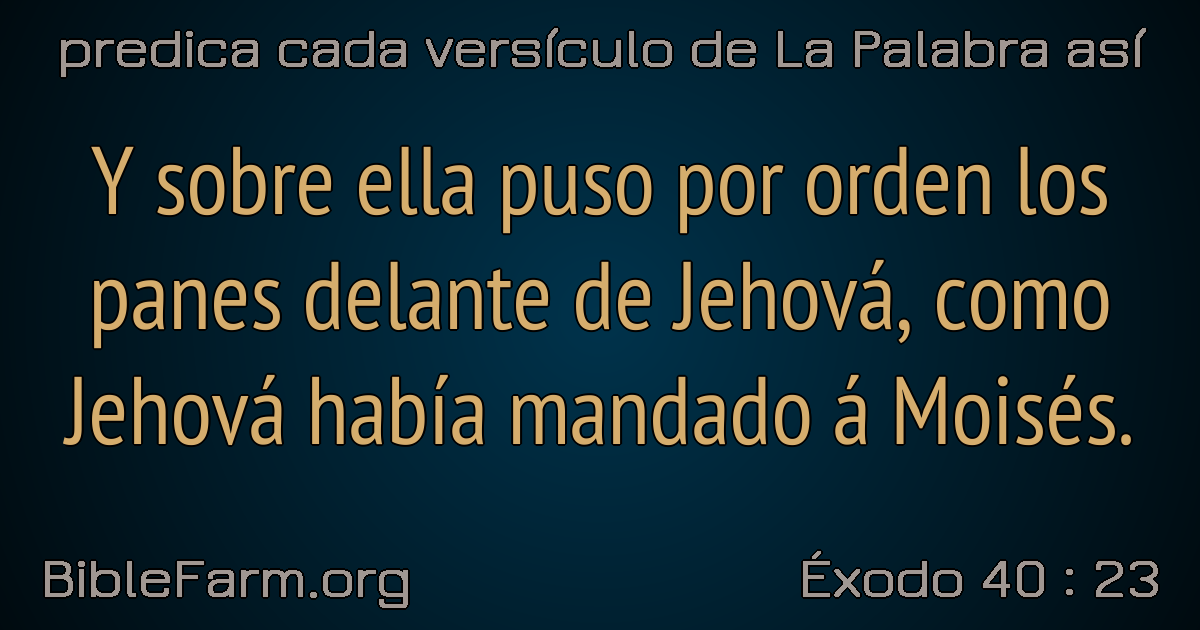 predica cada versículo de La Palabra así
Y sobre ella puso por orden los
panes delante de Jehová, como
Jehová había mandado á Moisés.
BibleFarm.org
Éxodo 40 : 23